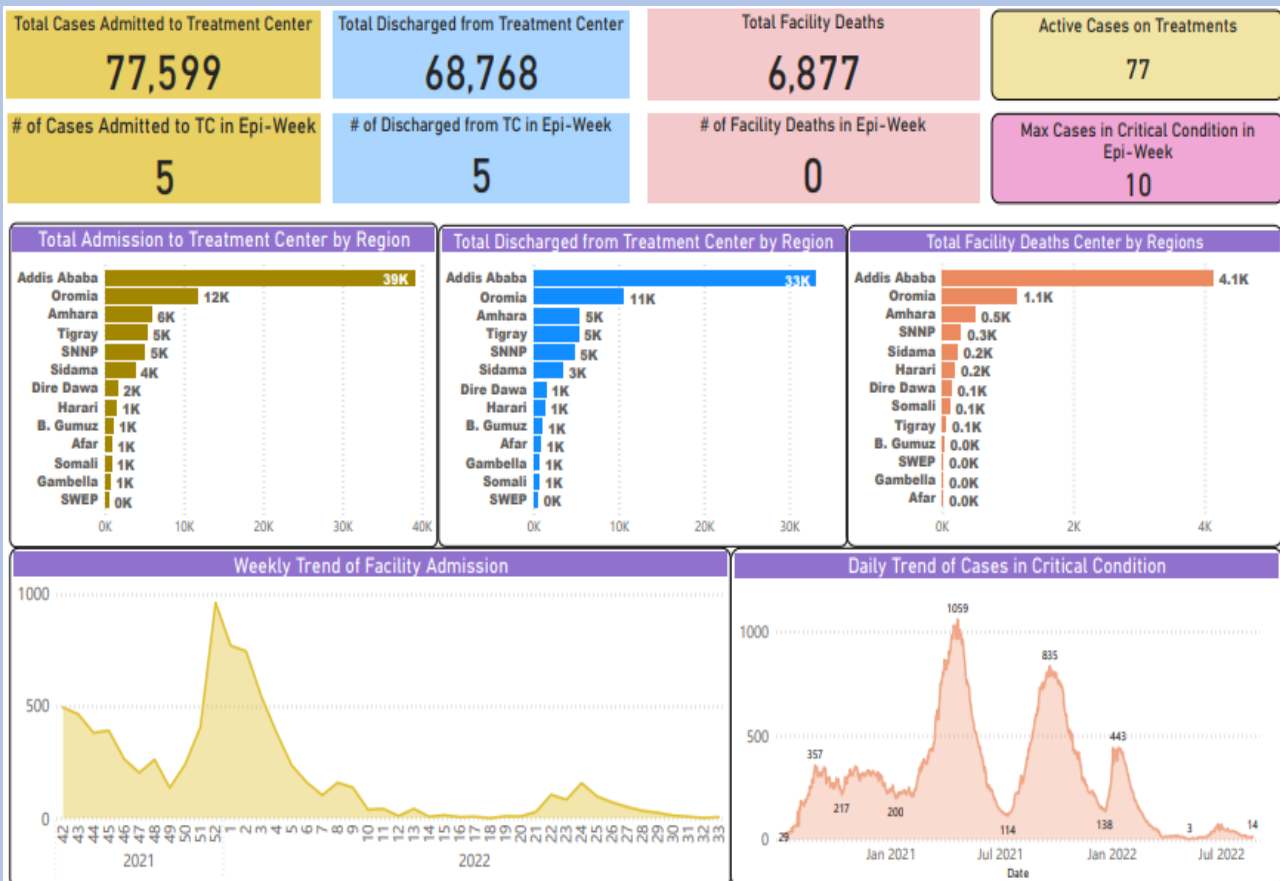 Total Cases Admitted to Treatment Center
77,599
Total Discharged from Treatment Center
68,768
Total Facility Deaths
6,877
Active Cases on Treatments
77
# of Cases Admitted to TC in Epi-Week
5
# of Discharged from TC in Epi-Week
5
# of Facility Deaths in Epi-Week
0
Max Cases in Critical Condition in
Epi-Week
10
Total Admission to Treatment Center by Region
Addis Ababa 39K
Oromia 12K
Amhara 6K
Tigray 5K
SNNP 5K
Sidama 4K
Dire Dawa 2K
Harari 1K
B. Gumuz 1K
Afar 1K
Somali 1K
Gambella 1K
SWEP 0K
0K 10K 20K 30K 40K
Total Discharged from Treatment Center by Region
Addis Ababa 33K
Oromia 11K
Amhara 5K
Tigray 5K
SNNP 5K
Sidama 3K
Dire Dawa 1K
Harari 1K
B. Gumuz 1K
Afar 1K
Gambella 1K
Somali 1K
SWEP 0K
0K 10K 20K 30K
Total Facility Deaths Center by Regions
Addis Ababa 4.1K
Oromia 1.1K
Amhara 0.5K
SNNP 0.3K
Sidama 0.2K
Harari 0.2K
Dire Dawa 0.1K
Somali 0.1K
Tigray 0.1K
B. Gumuz 0.0K
SWEP 0.0K
Gambella 0.0K
Afar 0.0K
0K 2K 4K
Weekly Trend of Facility Admission
1000
500
0
42 43 44 45 46 47 48 49 50 51 52 1 2 3 4 5 6 7 8 9 10 11 12 13 14 15 16 17 18 19 20 21 22 23 24 25 26 27 28 29 30 31 32 33
2021 2022
Daily Trend of Cases in Critical Condition
1059
1000
835
500
443
357
217
200
114
138
3
14
29
0
Jan 2021 Jul 2021 Jan 2022 Jul 2022
Date